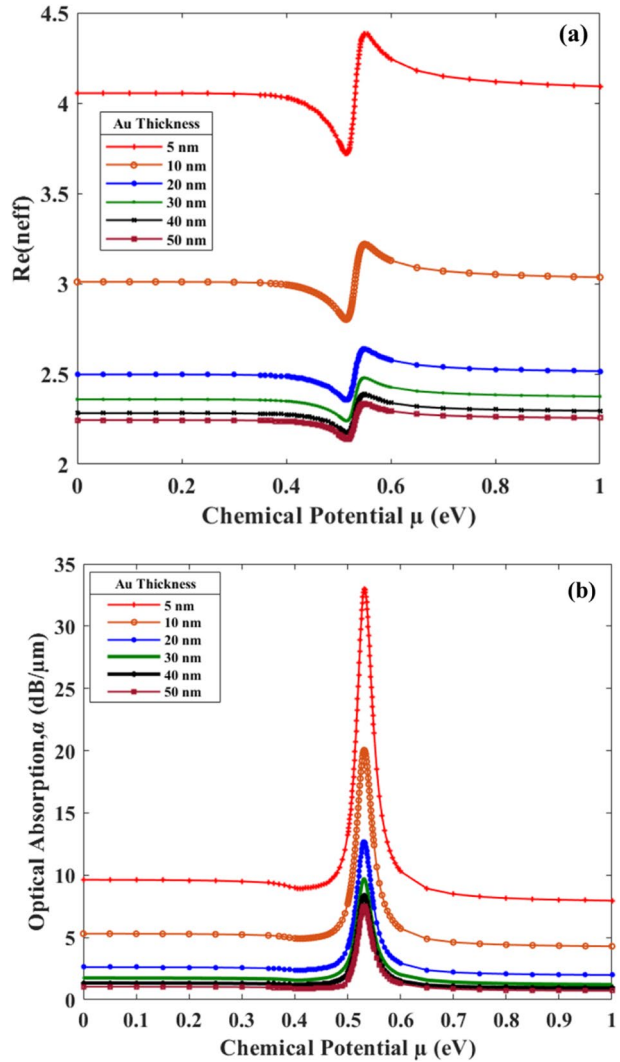 (a)
4.5
4
3.5
3
2.5
2
Re(neff)
Au Thickness
5 nm
10 nm
20 nm
30 nm
40 nm
50 nm
0 0.2 0.4 0.6 0.8 1
Chemical Potential μ (eV)
(b)
35
30
25
20
15
10
5
0
Optical Absorption,α (dB/μm)
Au Thickness
5 nm
10 nm
20 nm
30 nm
40 nm
50 nm
0 0.1 0.2 0.3 0.4 0.5 0.6 0.7 0.8 0.9 1
Chemical Potential μ (eV)